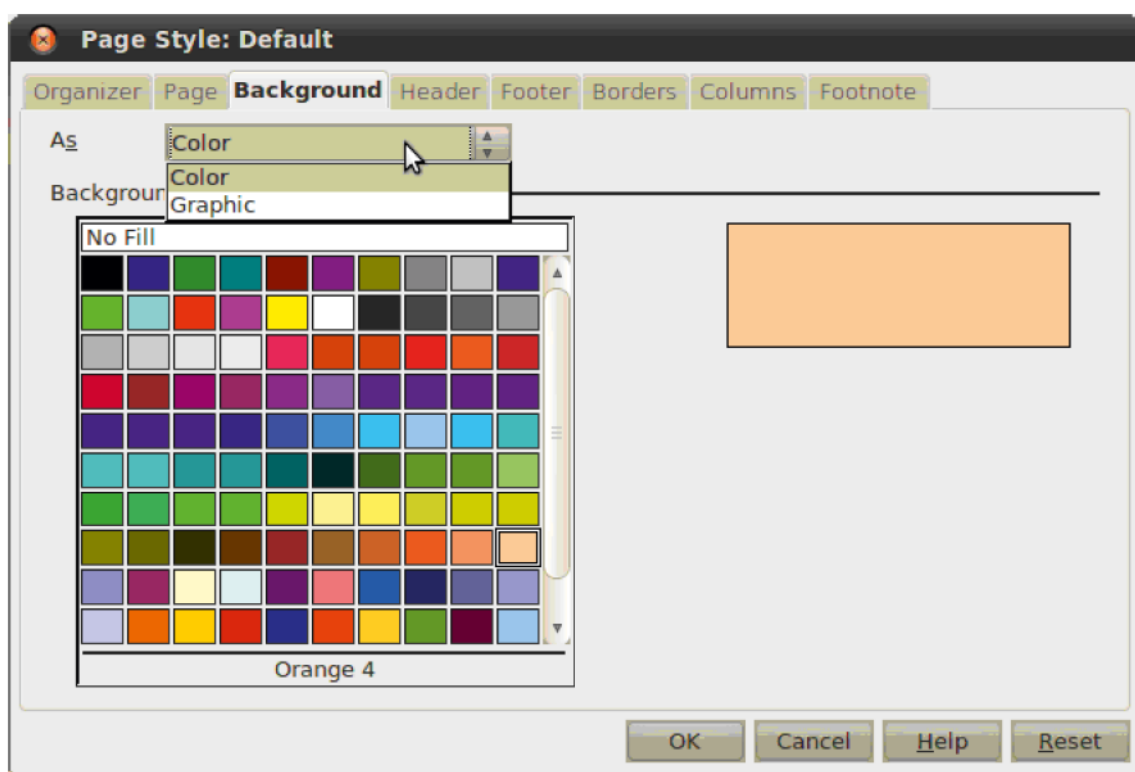 Page Style: Default
Organizer Page Background Header Footer Borders Columns Footnote
As Color
Color
Backgroun
Graphic
No Fill
Orange 4
OK Cancel Help Reset